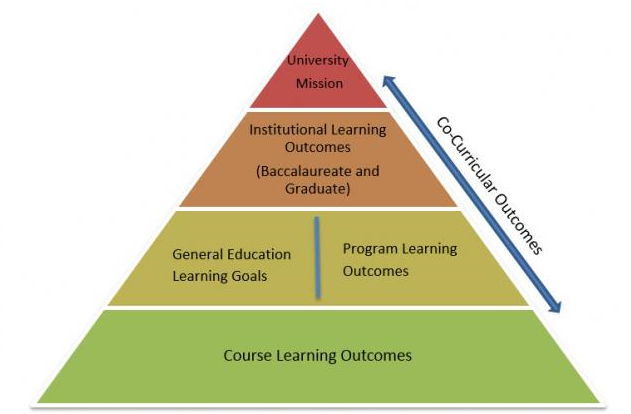 University
Mission
Institutional Learning
Outcomes
(Baccalaureate and
Graduate)
Co-Curricular Outcomes
General Education
Learning Goals
Program Learning
Outcomes
Course Learning Outcomes